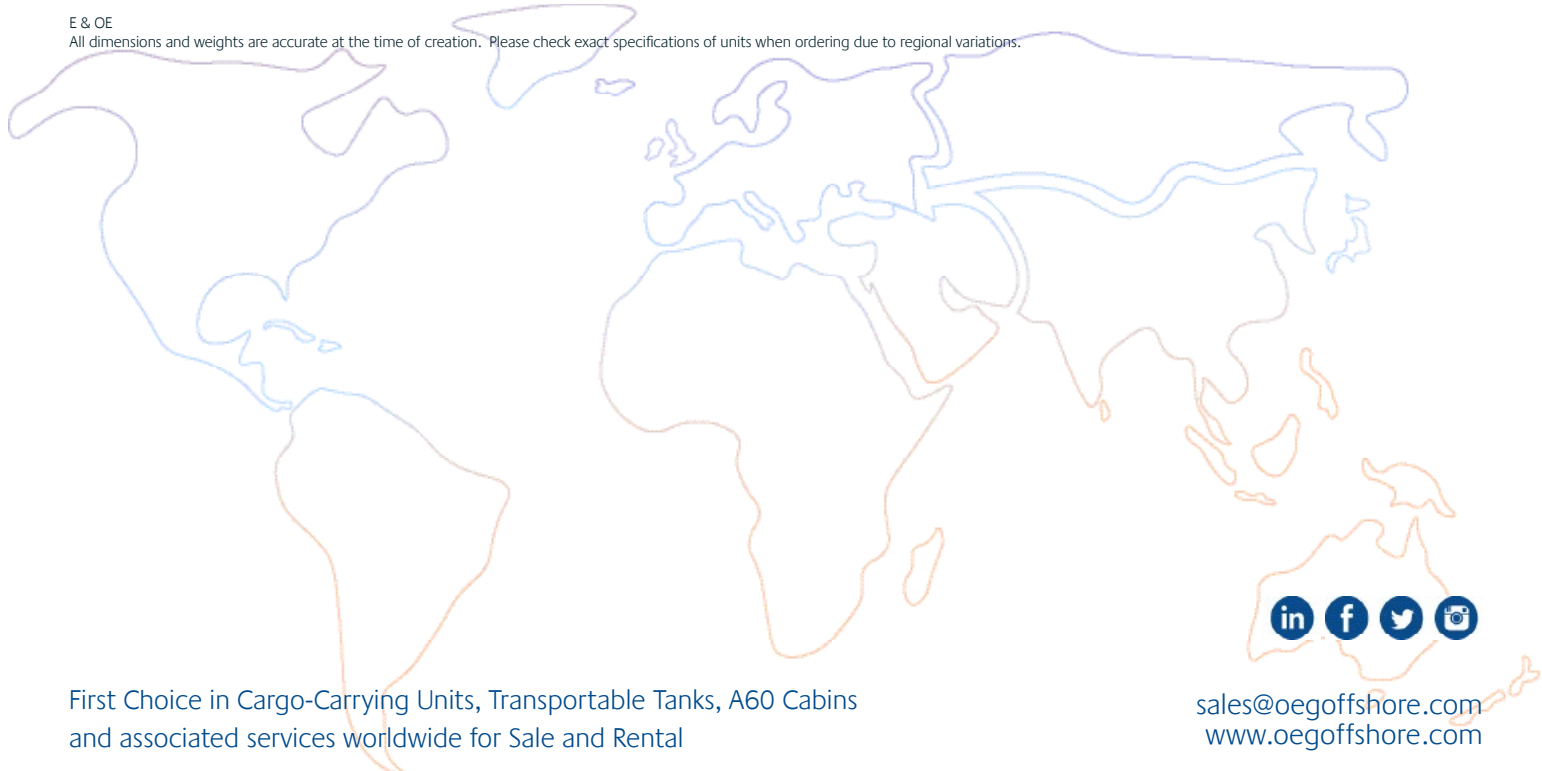 E & OE
All dimensions and weights are accurate at the time of creation. Please check exact specifications of units when ordering due to regional variations.
in f
First Choice in Cargo-Carrying Units, Transportable Tanks, A60 Cabins
and associated services worldwide for Sale and Rental
sales@oegoffshore.com
www.oegoffshore.com